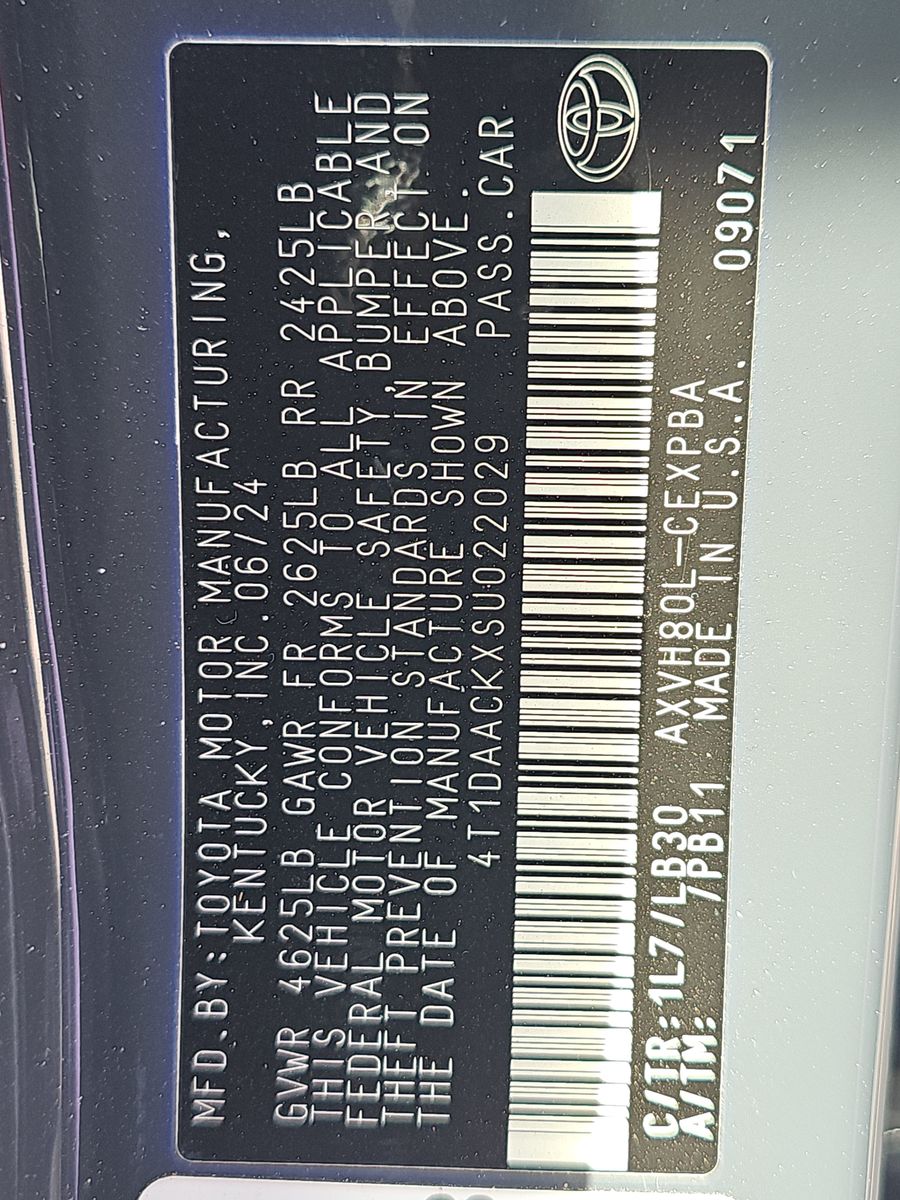 MFD.BY:TOYOTA MOTOR MANUFACTURING,
KENTUCKY,INC.06/24
GVWR 4625LB GAWR FR 2625LB RR 2425LB
THIS VEHICLE CONFORMS TO ALL APPLICABLE
FEDERAL MOTOR VEHICLE SAFETY,BUMPER,AND
THEFT PREVENTION STANDARDS IN EFFECT ON
THE DATE OF MANUFACTURE SHOWN ABOVE.
4T1DAACKXSU022029 PASS.CAR
C/TR:1L7/LB30 AXVH80L-CEXPBA
A/TM: /PB11 MADE IN U.S.A. 09071